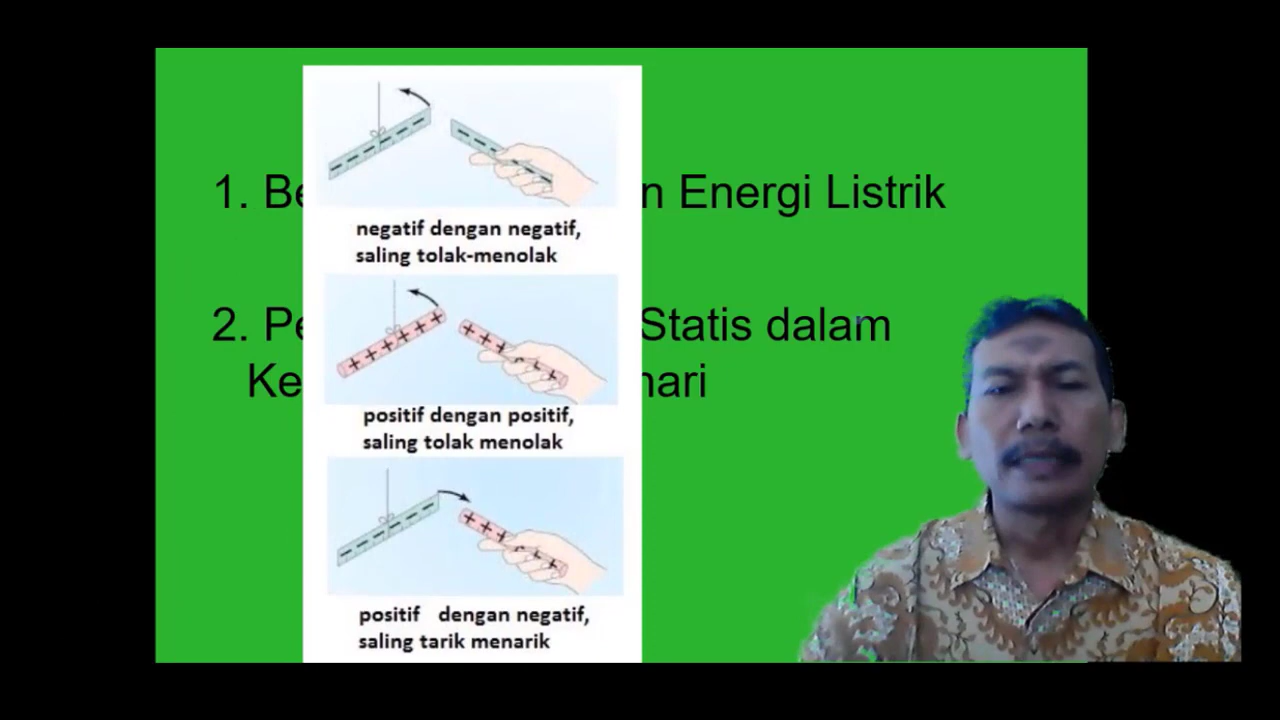 1. Be
n Energi Listrik
2. Pe
Statis dalam
Ke
hari
negatif dengan negatif,
saling tolak-menolak
positif dengan positif,
saling tolak menolak
positif dengan negatif,
saling tarik menarik